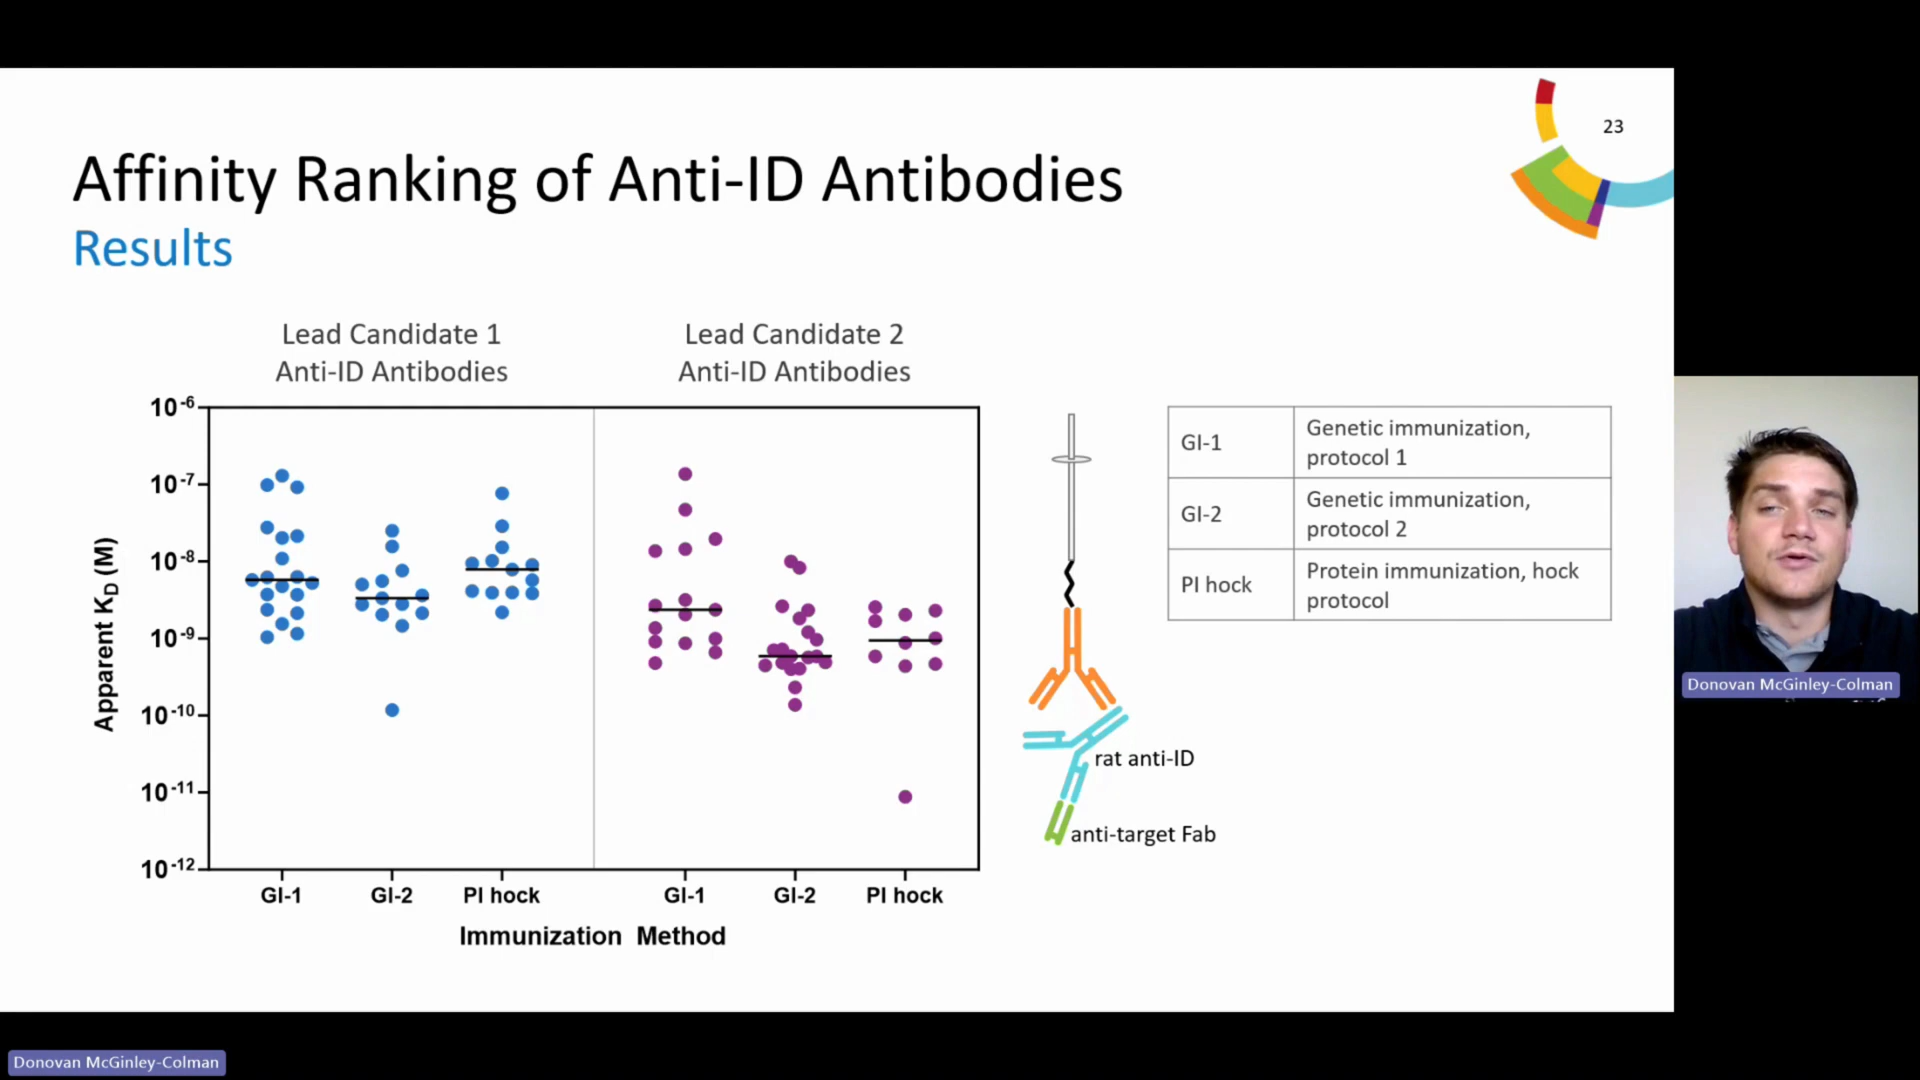 23
Affinity Ranking of Anti-ID Antibodies
Results
Lead Candidate 1
Anti-ID Antibodies
Lead Candidate 2
Anti-ID Antibodies
Apparent K_D (M)
10^-6
10^-7
10^-8
10^-9
10^-10
10^-11
10^-12
GI-1
GI-2
PI hock
GI-1
GI-2
PI hock
Immunization Method
rat anti-ID
anti-target Fab
GI-1
Genetic immunization,
protocol 1
GI-2
Genetic immunization,
protocol 2
PI hock
Protein immunization, hock
protocol
Donovan McGinley-Colman
Donovan McGinley-Colman